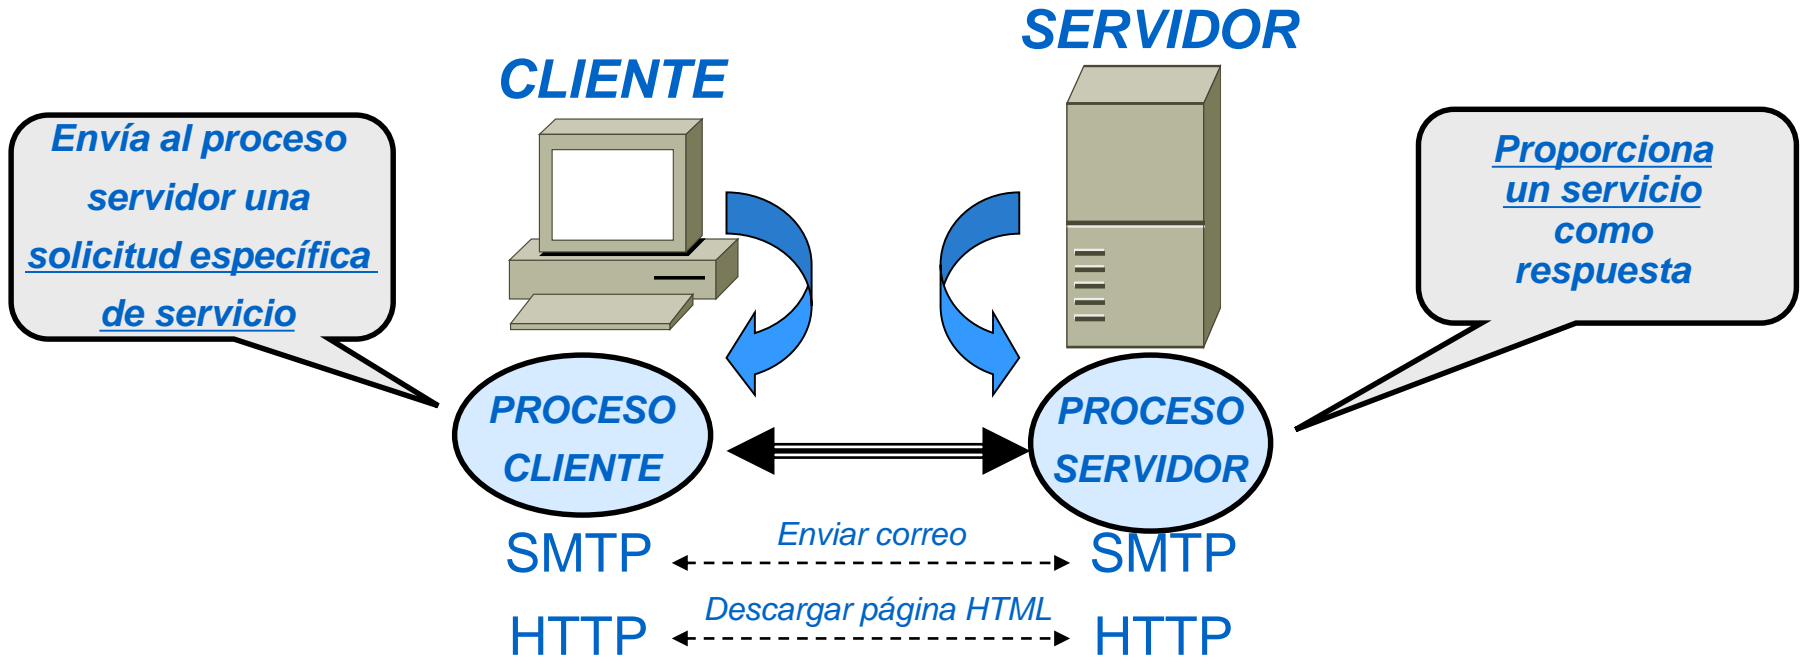 SERVIDOR
CLIENTE
Envía al proceso
servidor una
solicitud específica
de servicio
Proporciona
un servicio
como
respuesta
PROCESO
CLIENTE
PROCESO
SERVIDOR
SMTP
Enviar correo
SMTP
HTTP
Descargar página HTML
HTTP